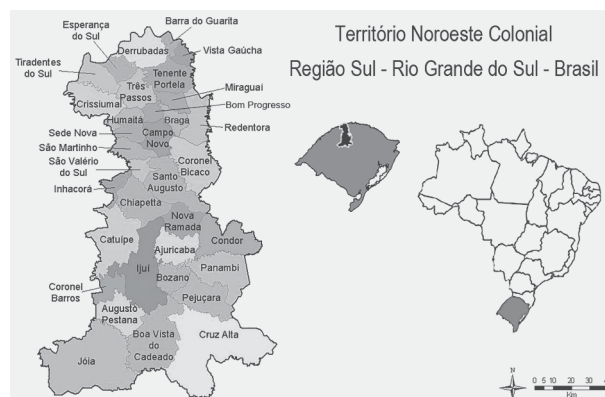 Território Noroeste Colonial
Região Sul - Rio Grande do Sul - Brasil
Barra do Guarita
Esperança
do Sul
Derrubadas
Vista Gaúcha
Tiradentes
do Sul
Tenente
Portela
Três
Passos
Miraguai
Crissiumal
Bom Progresso
Humaitá
Braga
Redentora
Sede Nova
Campo
Novo
São Martinho
São Valério
do Sul
Coronel
Bicaco
Santo
Augusto
Inhacorá
Chiapetta
Nova
Ramada
Catuípe
Condor
Ajuricaba
Ijuí
Panambi
Bozano
Coronel
Barros
Pejuçara
Augusto
Pestana
Boa Vista
do
Cadeado
Cruz Alta
Jóia
N
0 5 10 20 30
Km